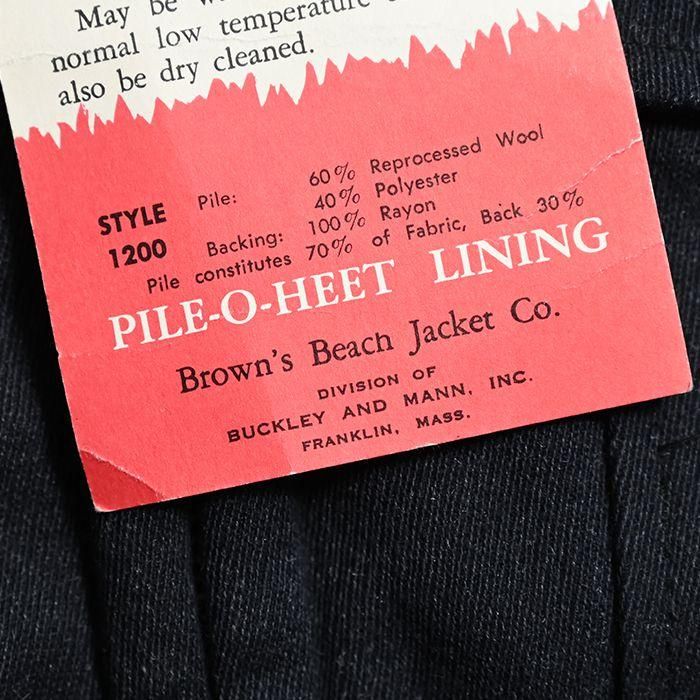 May be
normal low temperature
also be dry cleaned.
STYLE
1200
Pile: 60% Reprocessed Wool
40% Polyester
Backing: 100% Rayon
Pile constitutes 70% of Fabric, Back 30%
PILE-O-HEET LINING
Brown's Beach Jacket Co.
DIVISION OF
BUCKLEY AND MANN, INC.
FRANKLIN, MASS.